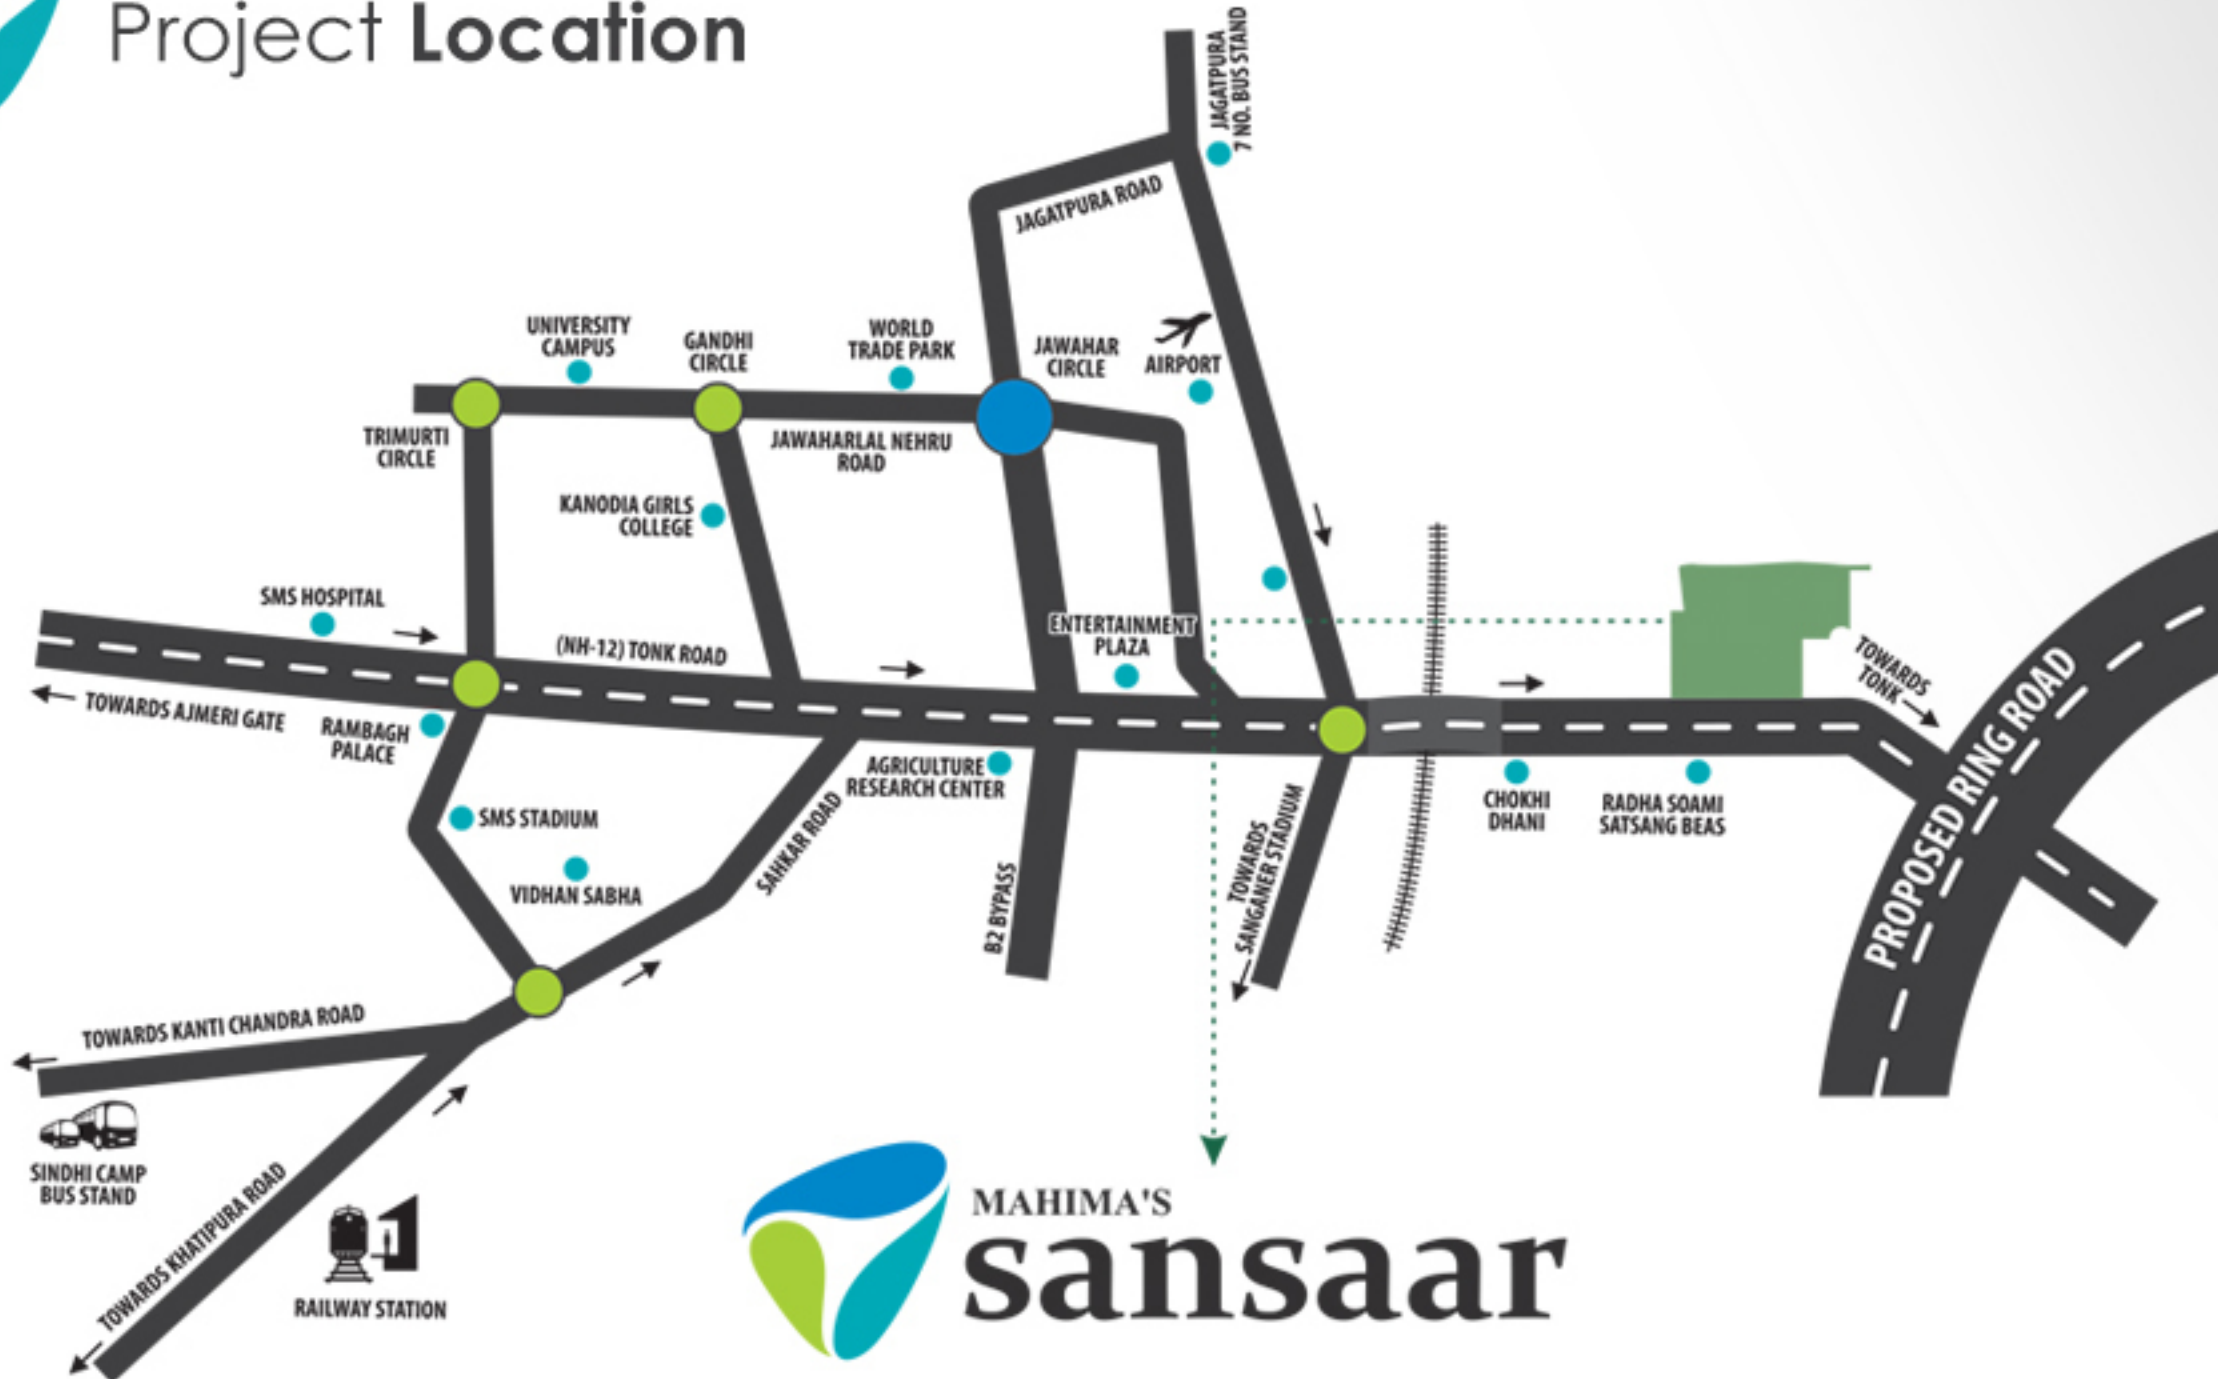 Project Location
JAGATPURA
7 NO. BUS STAND
JAGATPURA ROAD
UNIVERSITY
CAMPUS
GANDHI
CIRCLE
WORLD
TRADE PARK
JAWAHAR
CIRCLE
AIRPORT
TRIMURTI
CIRCLE
JAWAHARLAL NEHRU
ROAD
KANODIA GIRLS
COLLEGE
SMS HOSPITAL
(NH-12) TONK ROAD
ENTERTAINMENT
PLAZA
TOWARDS
TONK
TOWARDS AJMERI GATE
RAMBAGH
PALACE
AGRICULTURE
RESEARCH CENTER
CHOKHI
DHANI
RADHA SOAMI
SATSANG BEAS
PROPOSED RING ROAD
SMS STADIUM
VIDHAN SABHA
SAHKAR ROAD
B2 BYPASS
TOWARDS
SANGANER STADIUM
TOWARDS KANTI CHANDRA ROAD
SINDHI CAMP
BUS STAND
TOWARDS KHATIPURA ROAD
RAILWAY STATION
MAHIMA'S
sansaar